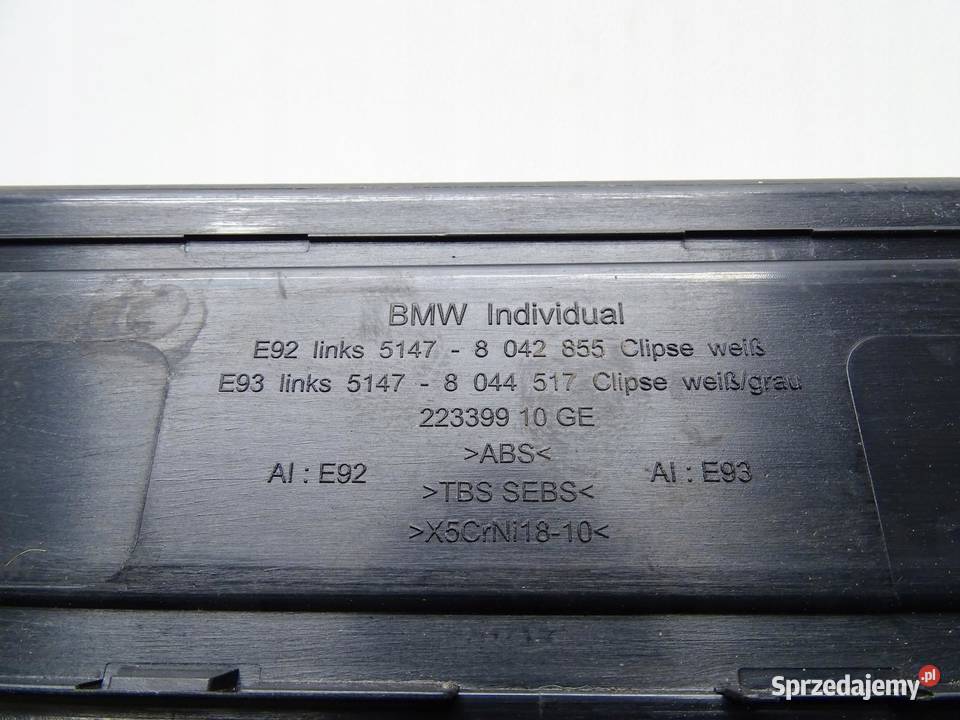 BMW Individual
E92 links 5147 - 8 042 855 Clipse weiß
E93 links 5147 - 8 044 517 Clipse weiß/grau
223399 10 GE
>ABS<
AI : E92
AI : E93
>TBS SEBS<
>X5CrNi18-10<
Sprzedajemy.pl